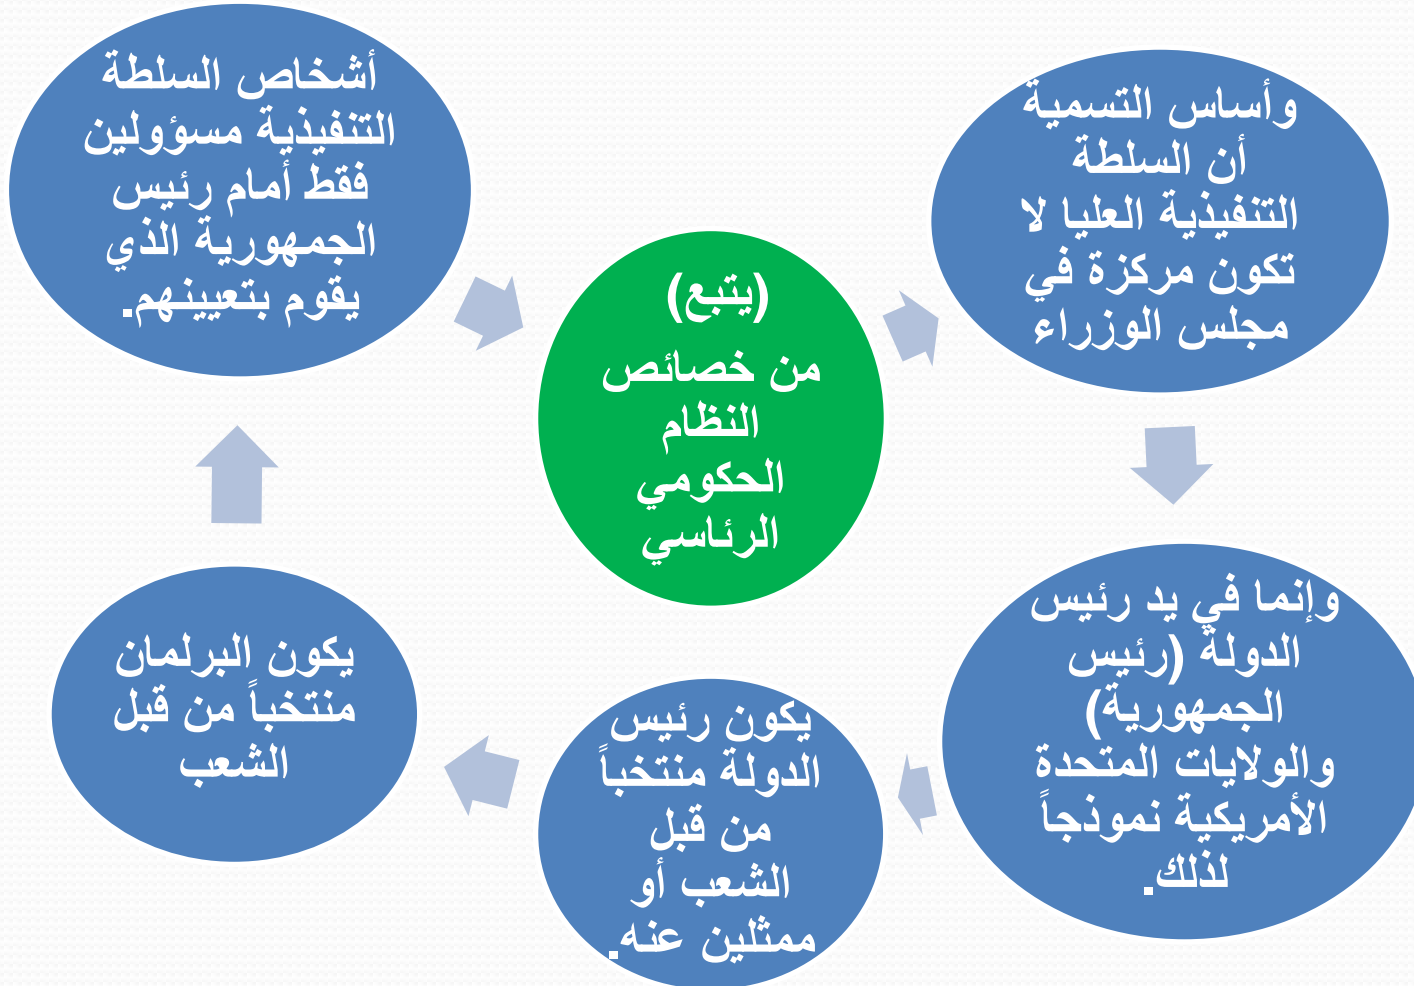 (يتبع)
من خصائص
النظام
الحكومي
الرئاسي
وأساس التسمية
أن السلطة
التنفيذية العليا لا
تكون مركزة في
مجلس الوزراء
وإنما في يد رئيس
الدولة (رئيس
الجمهورية)
والولايات المتحدة
الأمريكية نموذجاً
لذلك.
يكون رئيس
الدولة منتخباً
من قبل
الشعب أو
ممثلين عنه.
يكون البرلمان
منتخباً من قبل
الشعب
أشخاص السلطة
التنفيذية مسؤولين
فقط أمام رئيس
الجمهورية الذي
يقوم بتعيينهم.